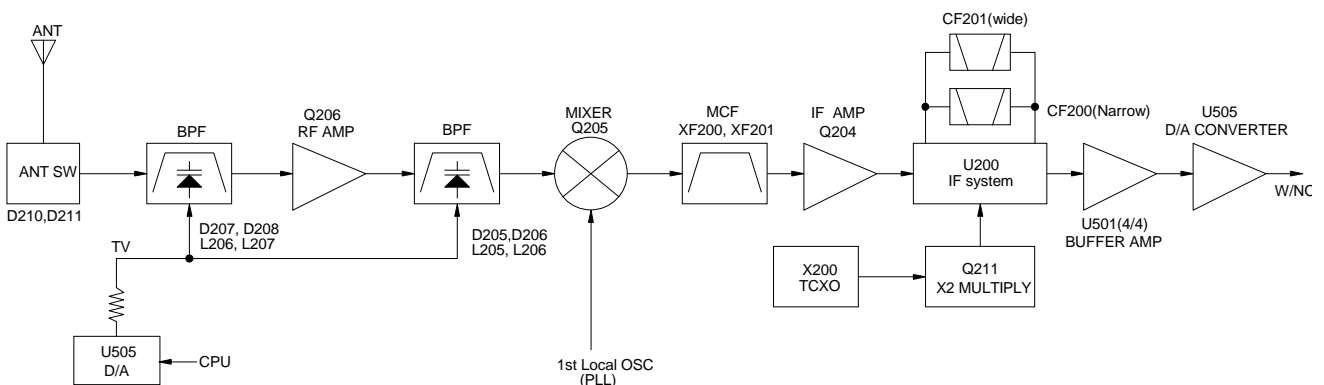 ANT
ANT SW
D210,D211
BPF
D207, D208
L206, L207
Q206
RF AMP
BPF
D205,D206
L205, L206
TV
U505
D/A
CPU
MIXER
Q205
1st Local OSC
(PLL)
MCF
XF200, XF201
IF AMP
Q204
CF201(wide)
CF200(Narrow)
U200
IF system
X200
TCXO
Q211
X2 MULTIPLY
U501(4/4)
BUFFER AMP
U505
D/A CONVERTER